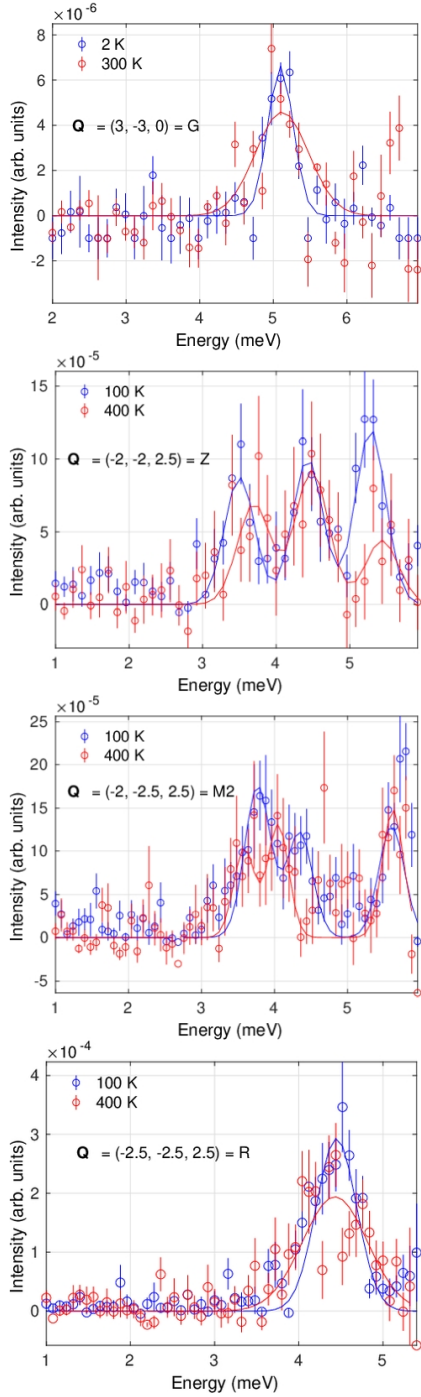 ×10-6
8
6
4
2
0
-2
Intensity (arb. units)
2 K
300 K
Q = (3, -3, 0) = G
2 3 4 5 6
Energy (meV)
×10-5
15
10
5
0
Intensity (arb. units)
100 K
400 K
Q = (-2, -2, 2.5) = Z
1 2 3 4 5
Energy (meV)
×10-5
25
20
15
10
5
0
-5
Intensity (arb. units)
100 K
400 K
Q = (-2, -2.5, 2.5) = M2
1 2 3 4 5
Energy (meV)
×10-4
4
3
2
1
0
Intensity (arb. units)
100 K
400 K
Q = (-2.5, -2.5, 2.5) = R
1 2 3 4 5
Energy (meV)